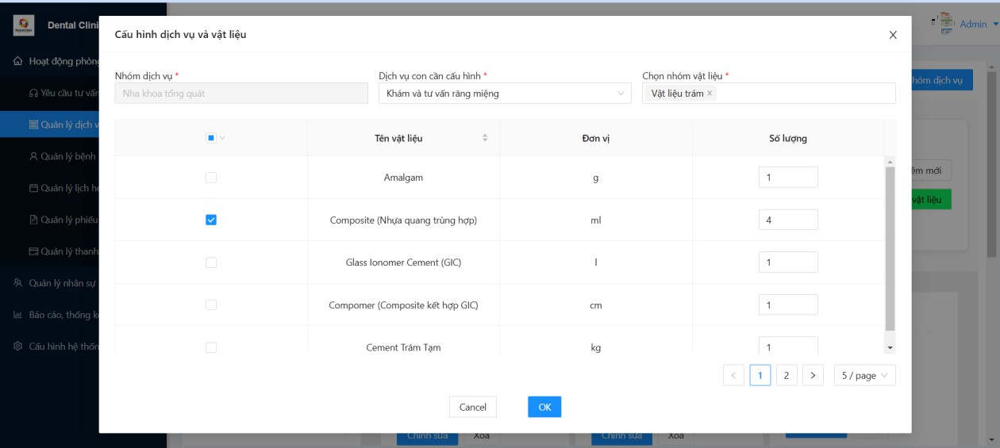 Dental Clini
Admin
Cấu hình dịch vụ và vật liệu
Hoạt động phòng
Nhóm dịch vụ *
Dịch vụ con cần cấu hình *
Chọn nhóm vật liệu *
Nha khoa tổng quát
Khám và tư vấn răng miệng
Vật liệu trám
hóm dịch vụ
Yêu cầu tư vấn
Quản lý dịch v
Tên vật liệu
Đơn vị
Số lượng
Quản lý bệnh
êm mới
Amalgam
g
1
Quản lý lịch h
vật liệu
Quản lý phiếu
Composite (Nhựa quang trùng hợp)
ml
4
Quản lý thanh
Glass Ionomer Cement (GIC)
l
1
Quản lý nhân sự
Compomer (Composite kết hợp GIC)
cm
1
Báo cáo, thống k
Cấu hình hệ thốn
Cement Trám Tạm
kg
1
1
2
5 / page
Cancel
OK
Chỉnh sửa
Xóa
Chỉnh sửa
Xóa